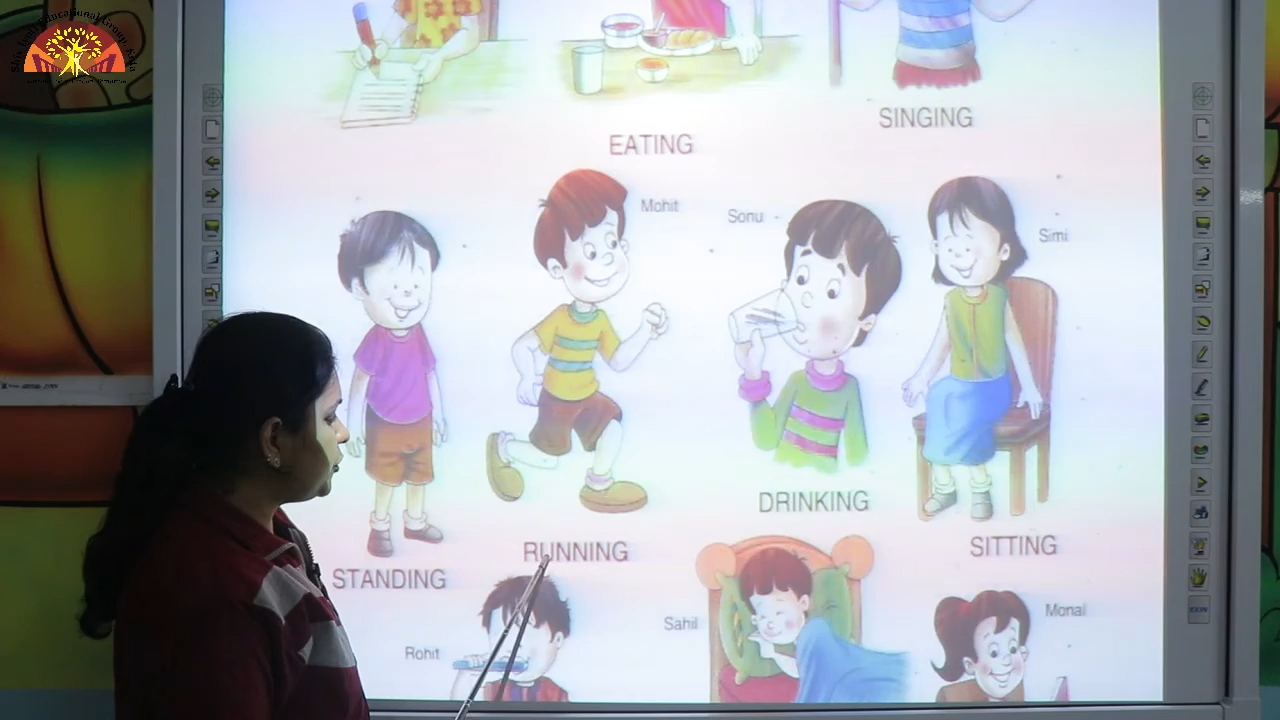 SINGING
EATING
Mohit
Sonu -
Simi
DRINKING
SITTING
RUNNING
STANDING
Sahil
Monal
Rohit